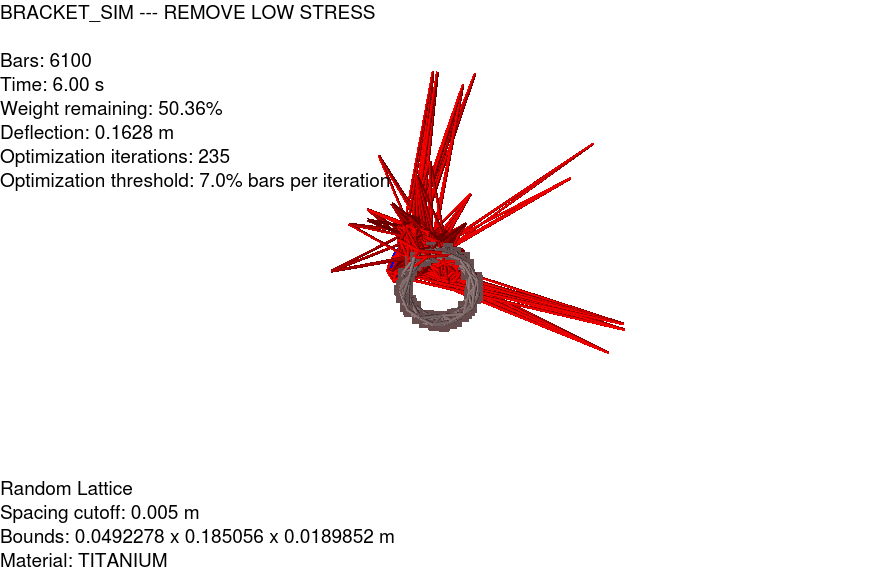 BRACKET_SIM --- REMOVE LOW STRESS
Bars: 6100
Time: 6.00 s
Weight remaining: 50.36%
Deflection: 0.1628 m
Optimization iterations: 235
Optimization threshold: 7.0% bars per iteration
Random Lattice
Spacing cutoff: 0.005 m
Bounds: 0.0492278 x 0.185056 x 0.0189852 m
Material: TITANIUM